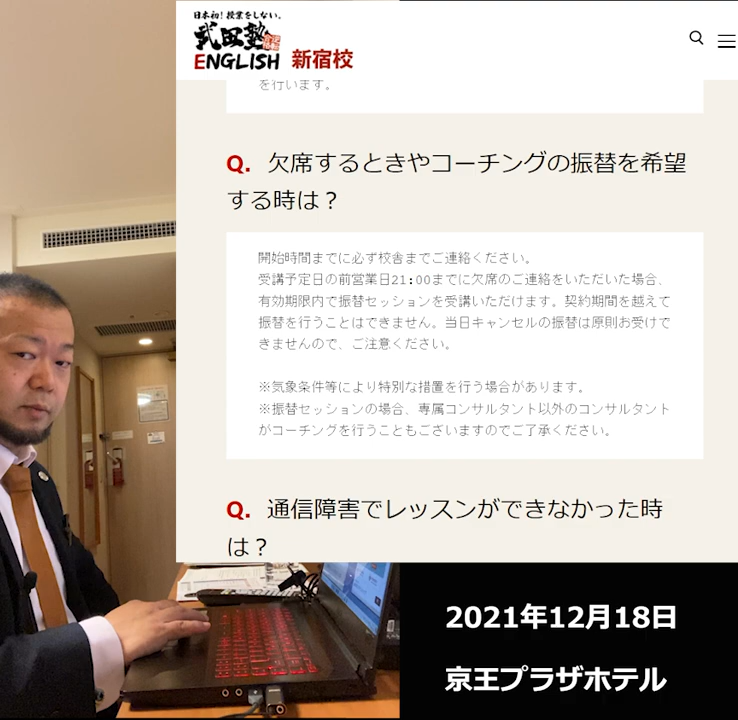 日本初！授業をしない。
武田塾
ENGLISH 新宿校
を行います。
Q. 欠席するときやコーチングの振替を希望
する時は？
開始時間までに必ず校舎までご連絡ください。
受講予定日の前営業日21:00までに欠席のご連絡をいただいた場合、
有効期限内で振替セッションを受講いただけます。契約期間を越えて
振替を行うことはできません。当日キャンセルの振替は原則お受けで
きませんので、ご注意ください。
※気象条件等により特別な措置を行う場合があります。
※振替セッションの場合、専属コンサルタント以外のコンサルタント
がコーチングを行うこともございますのでご了承ください。
Q. 通信障害でレッスンができなかった時
は？
2021年12月18日
京王プラザホテル